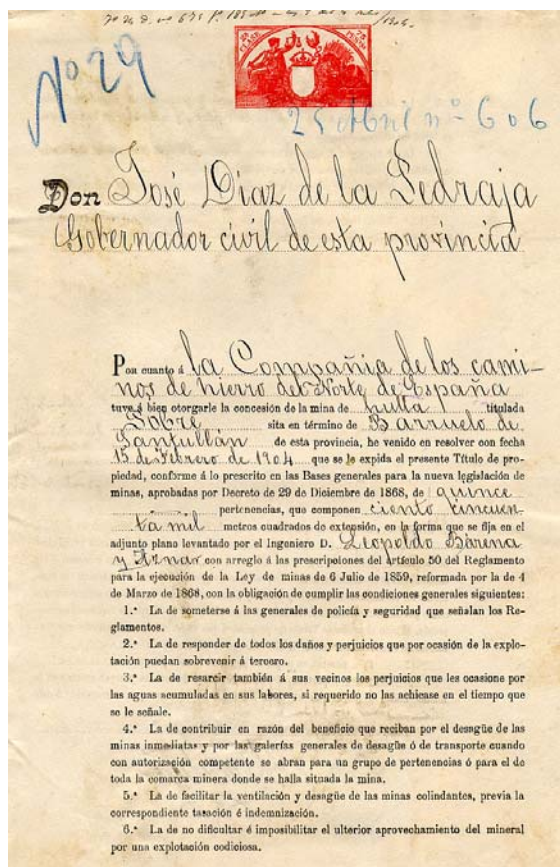 Nº 29
25 Abril nº 606
Don José Díaz de la Pedraja
Gobernador civil de esta provincia
Por cuanto á la Compañia de los cami-
nos de hierro del Norte de España
tuve á bien otorgarle la concesión de la mina de hulla titulada
Sobre sita en término de Barruelo de
Santullán de esta provincia, he venido en resolver con fecha
15 de Febrero de 1904 que se le expida el presente Título de pro-
piedad, conforme á lo prescrito en las Bases generales para la nueva legislación de
minas, aprobadas por Decreto de 29 de Diciembre de 1868, de quince
pertenencias, que componen ciento cincuen-
ta mil metros cuadrados de extensión, en la forma que se fija en el
adjunto plano levantado por el Ingeniero D. Leopoldo Bárcena
y Aznar con arreglo á las prescripciones del artículo 50 del Reglamento
para la ejecución de la Ley de minas de 6 Julio de 1859, reformada por la de 4
de Marzo de 1868, con la obligación de cumplir las condiciones generales siguientes:
1.ª La de someterse á las generales de policía y seguridad que señalan los Re-
glamentos.
2.ª La de responder de todos los daños y perjuicios que por ocasión de la explo-
tación puedan sobrevenir á tercero.
3.ª La de resarcir también á sus vecinos los perjuicios que les ocasione por
las aguas acumuladas en sus labores, si requerido no las achicase en el tiempo que
se le señale.
4.ª La de contribuir en razón del beneficio que reciban por el desagüe de las
minas inmediatas y por las galerías generales de desagüe ó de transporte cuando
con autorización competente se abran para un grupo de pertenencias ó para el de
toda la comarca minera donde se halla situada la mina.
5.ª La de facilitar la ventilación y desagüe de las minas colindantes, previa la
correspondiente tasación é indemnización.
6.ª La de no dificultar é imposibilitar el ulterior aprovechamiento del mineral
por una explotación codiciosa.